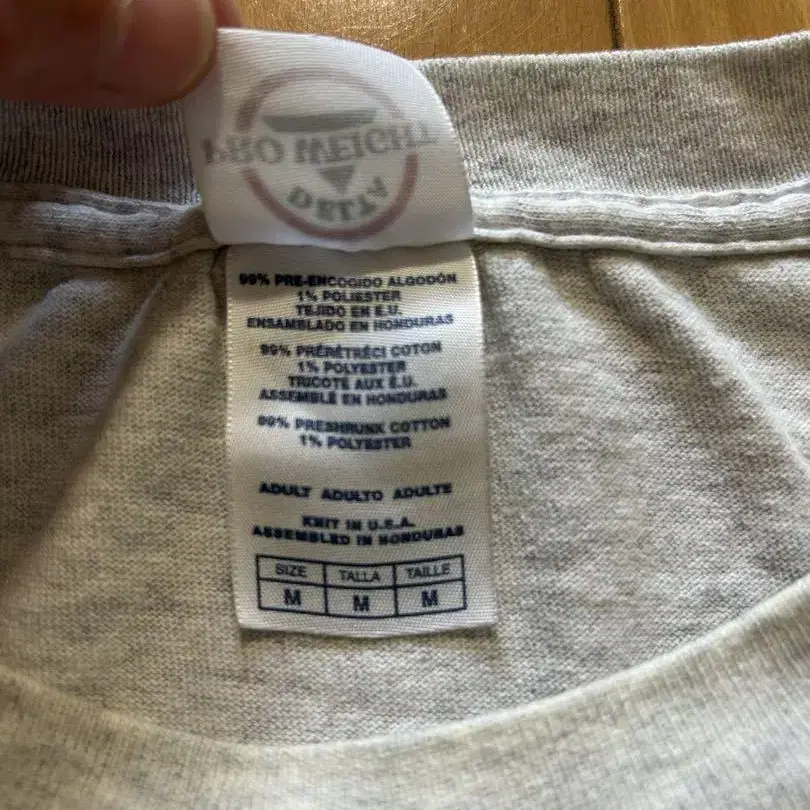 PRO WEIGHT
DELTA
99% PRE-ENCOGIDO ALGODÓN
1% POLIESTER
TEJIDO EN E.U.
ENSAMBLADO EN HONDURAS
99% PRÉRÉTRÉCI COTON
1% POLYESTER
TRICOTÉ AUX É.U.
ASSEMBLÉ EN HONDURAS
99% PRESHRUNK COTTON
1% POLYESTER
ADULT ADULTO ADULTE
KNIT IN U.S.A.
ASSEMBLED IN HONDURAS
SIZE TALLA TAILLE
M M M